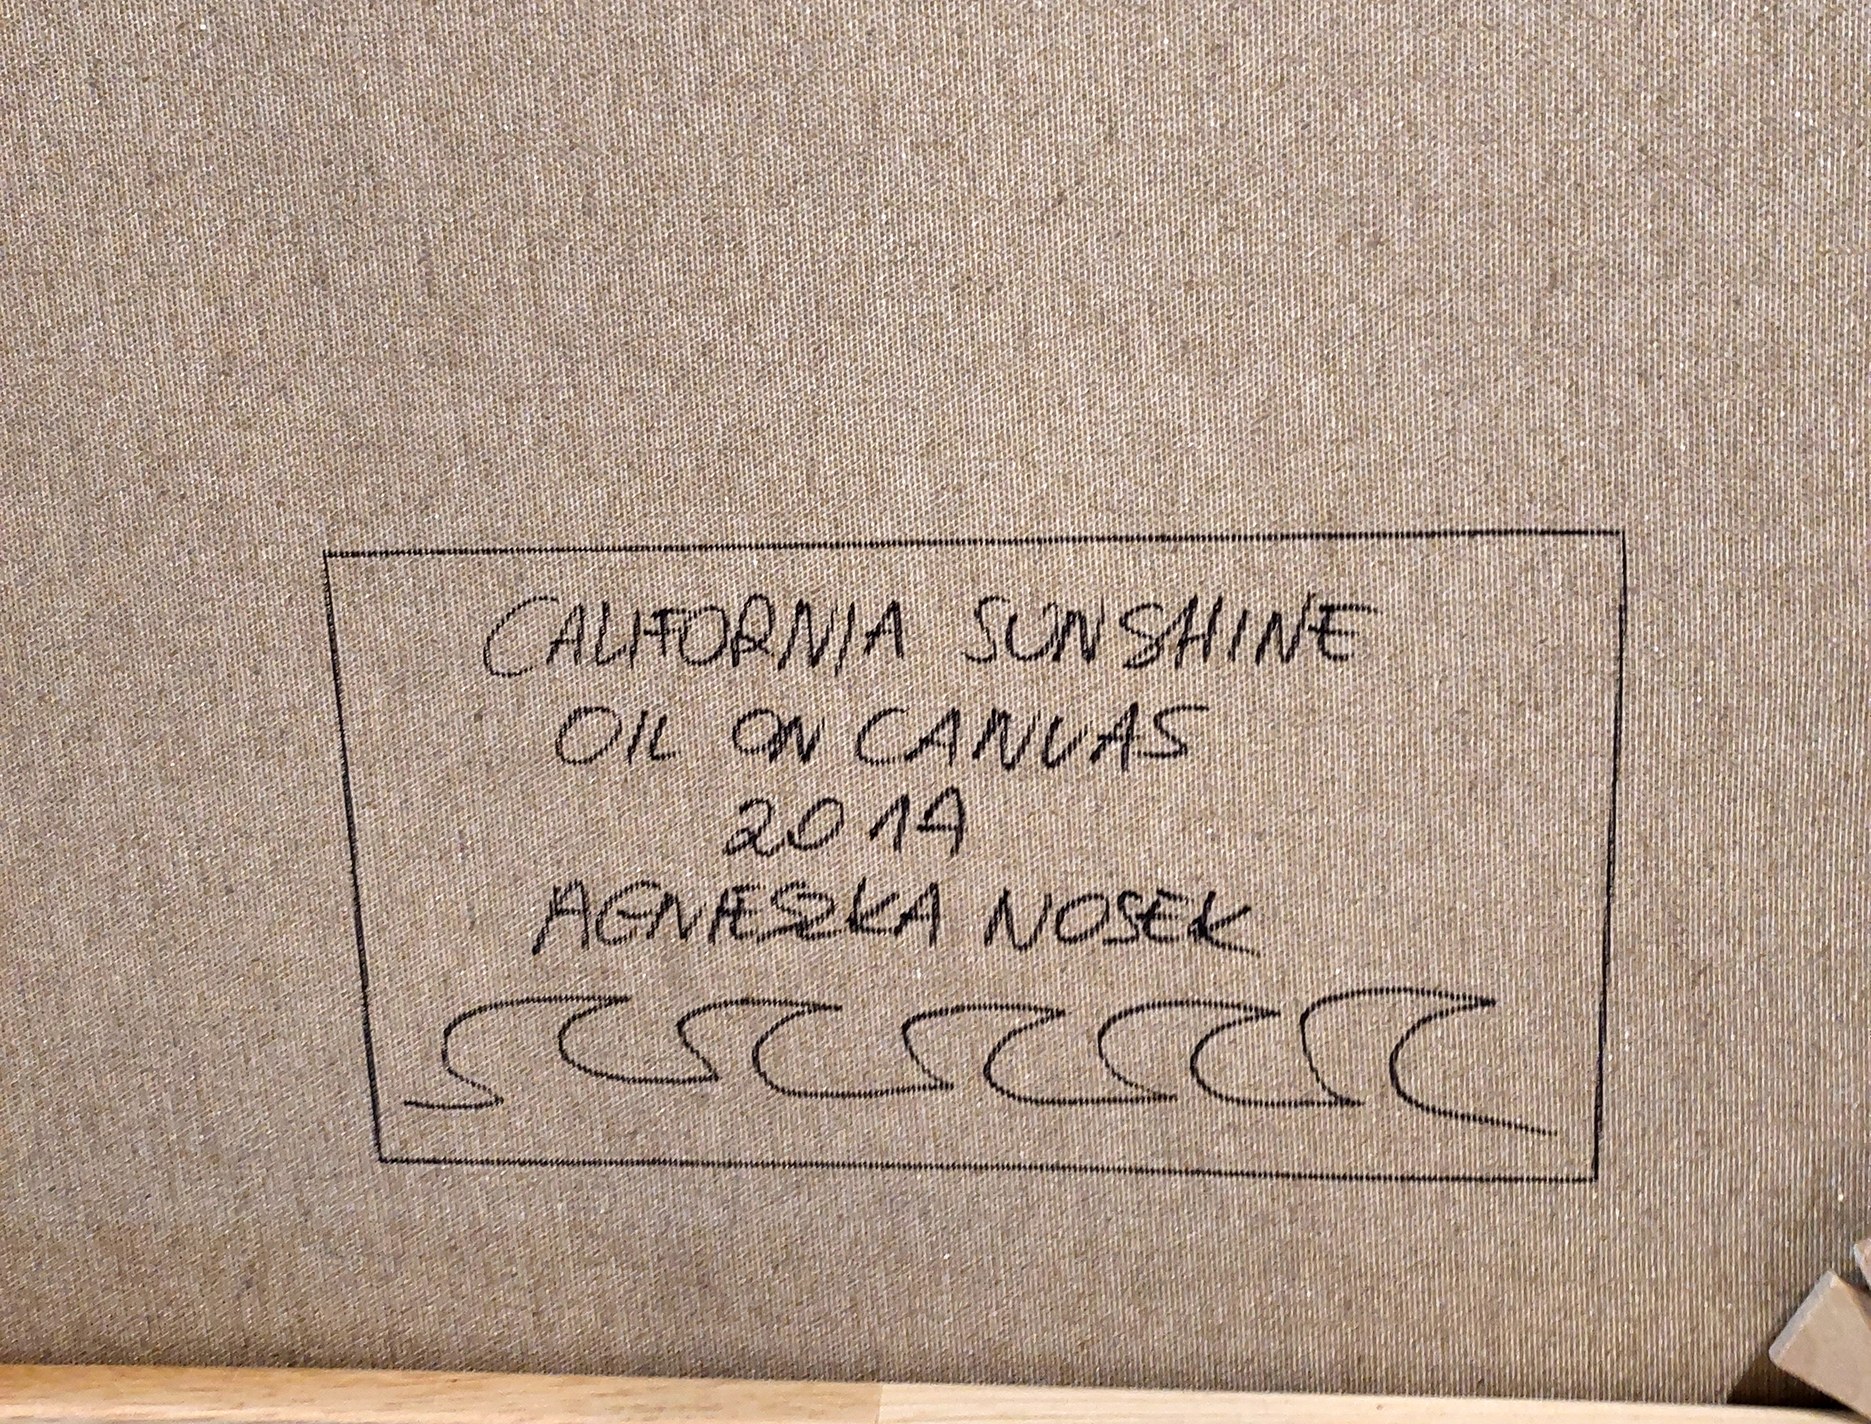 CALIFORNIA SUNSHINE
OIL ON CANVAS
2019
AGNIESZKA NOSEK